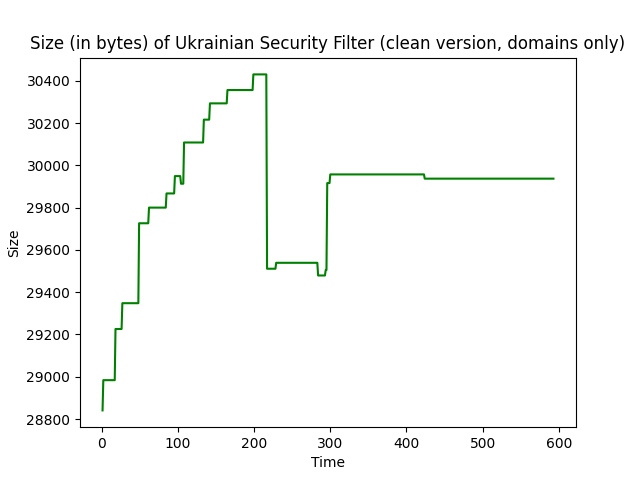 Size (in bytes) of Ukrainian Security Filter (clean version, domains only)
30400
30200
30000
29800
29600
29400
29200
29000
28800
Size
0 100 200 300 400 500 600
Time